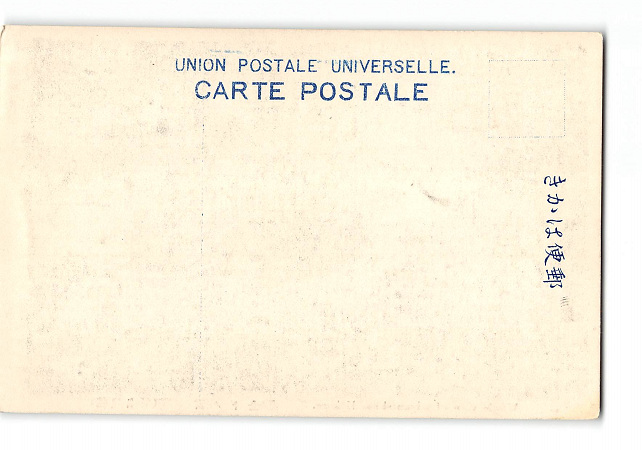 UNION POSTALE UNIVERSELLE.
CARTE POSTALE
きかは便郵